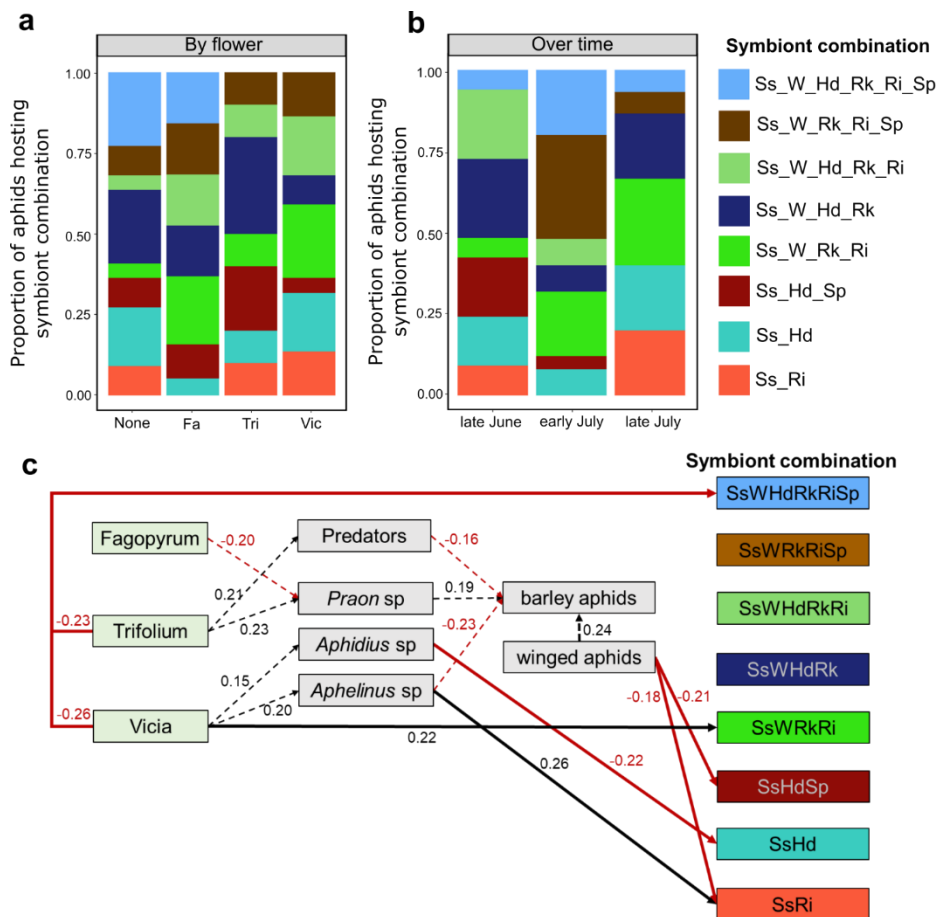 a
By flower
Proportion of aphids hosting
symbiont combination
1.00
0.75
0.50
0.25
0.00
None Fa Tri Vic
b
Over time
Proportion of aphids hosting
symbiont combination
1.00
0.75
0.50
0.25
0.00
late June early July late July
Symbiont combination
Ss_W_Hd_Rk_Ri_Sp
Ss_W_Rk_Ri_Sp
Ss_W_Hd_Rk_Ri
Ss_W_Hd_Rk
Ss_W_Rk_Ri
Ss_Hd_Sp
Ss_Hd
Ss_Ri
c
Symbiont combination
SsWHdRkRiSp
Fagopyrum -0.20 Predators -0.16 SsWRkRiSp
0.21 0.19
Praon sp barley aphids SsWHdRkRi
-0.23 Trifolium 0.23 -0.23 0.24
Aphidius sp winged aphids SsWHdRk
0.15 -0.18 -0.21
-0.26 Vicia 0.20 Aphelinus sp SsWRkRi
0.22
0.26 -0.22 SsHdSp
SsHd
SsRi